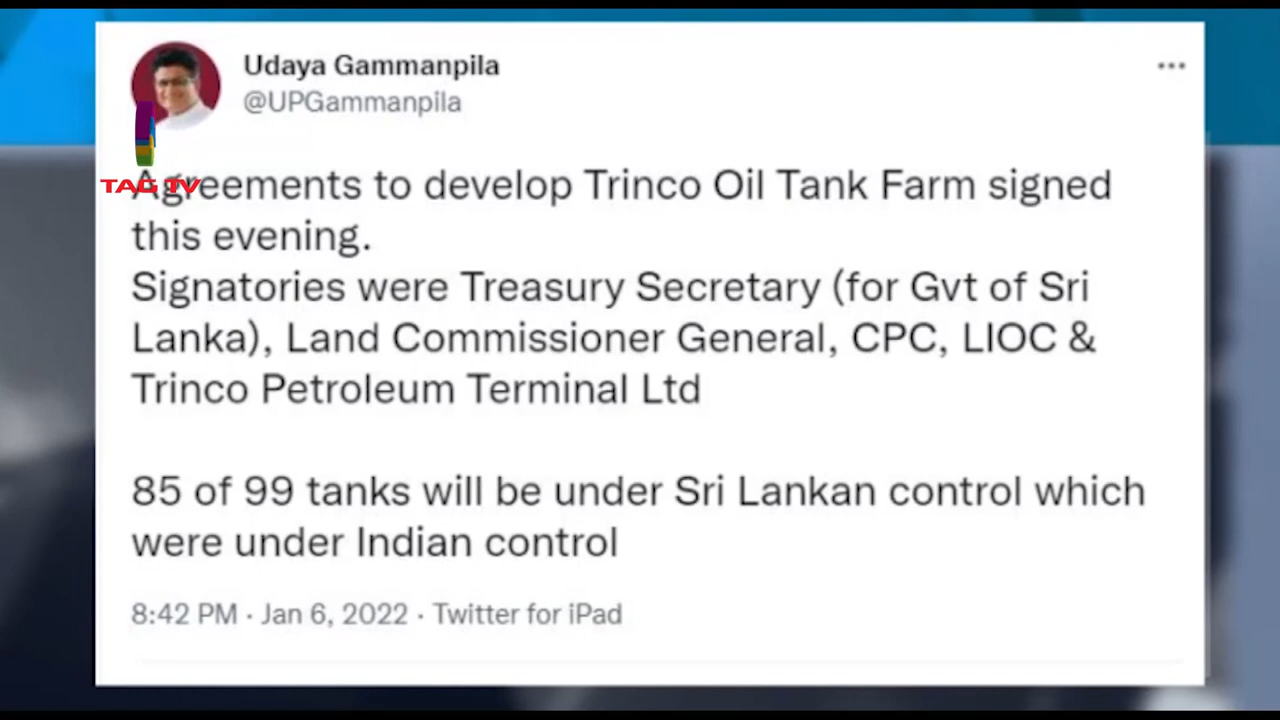 Udaya Gammanpila
@UPGammanpila
TAG TV
Agreements to develop Trinco Oil Tank Farm signed
this evening.
Signatories were Treasury Secretary (for Gvt of Sri
Lanka), Land Commissioner General, CPC, LIOC &
Trinco Petroleum Terminal Ltd
85 of 99 tanks will be under Sri Lankan control which
were under Indian control
8:42 PM · Jan 6, 2022 · Twitter for iPad